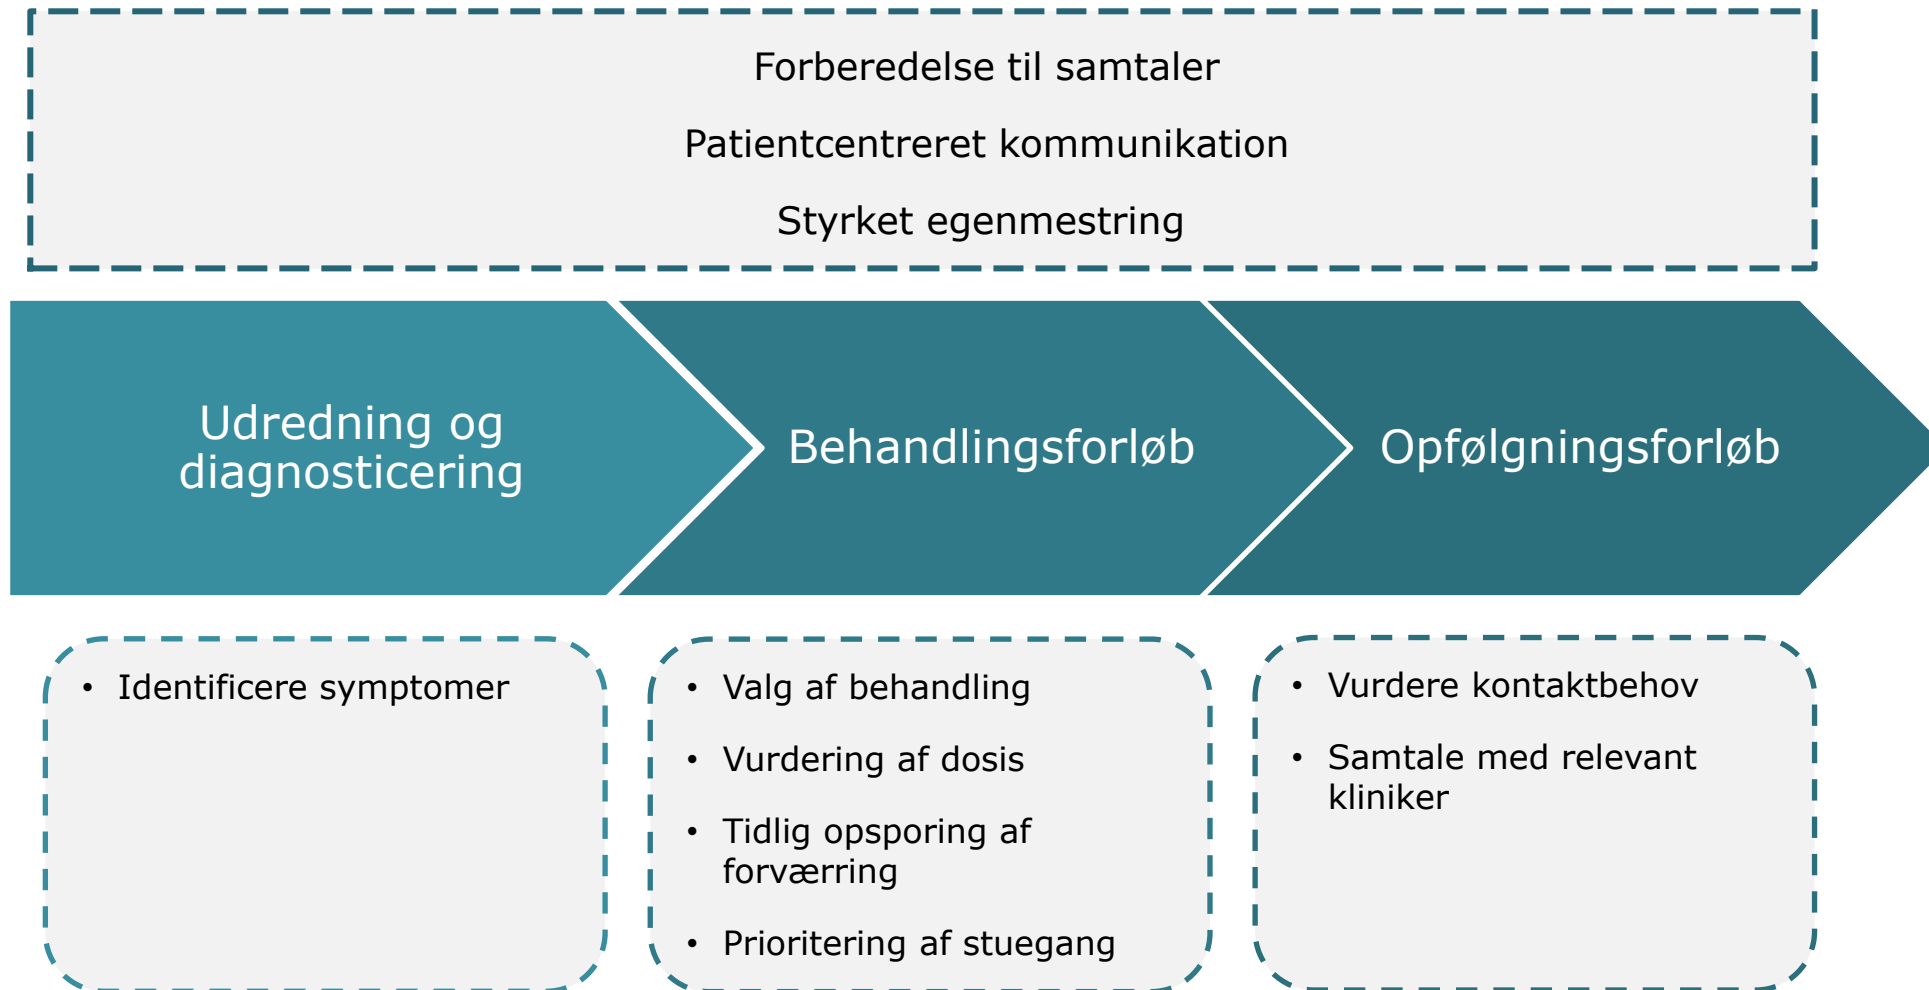 Forberedelse til samtaler
Patientcentreret kommunikation
Styrket egenmestring
Udredning og
diagnosticering
Behandlingsforløb
Opfølgningsforløb
• Identificere symptomer
• Valg af behandling
• Vurdering af dosis
• Tidlig opsporing af
forværring
• Prioritering af stuegang
• Vurdere kontaktbehov
• Samtale med relevant
kliniker